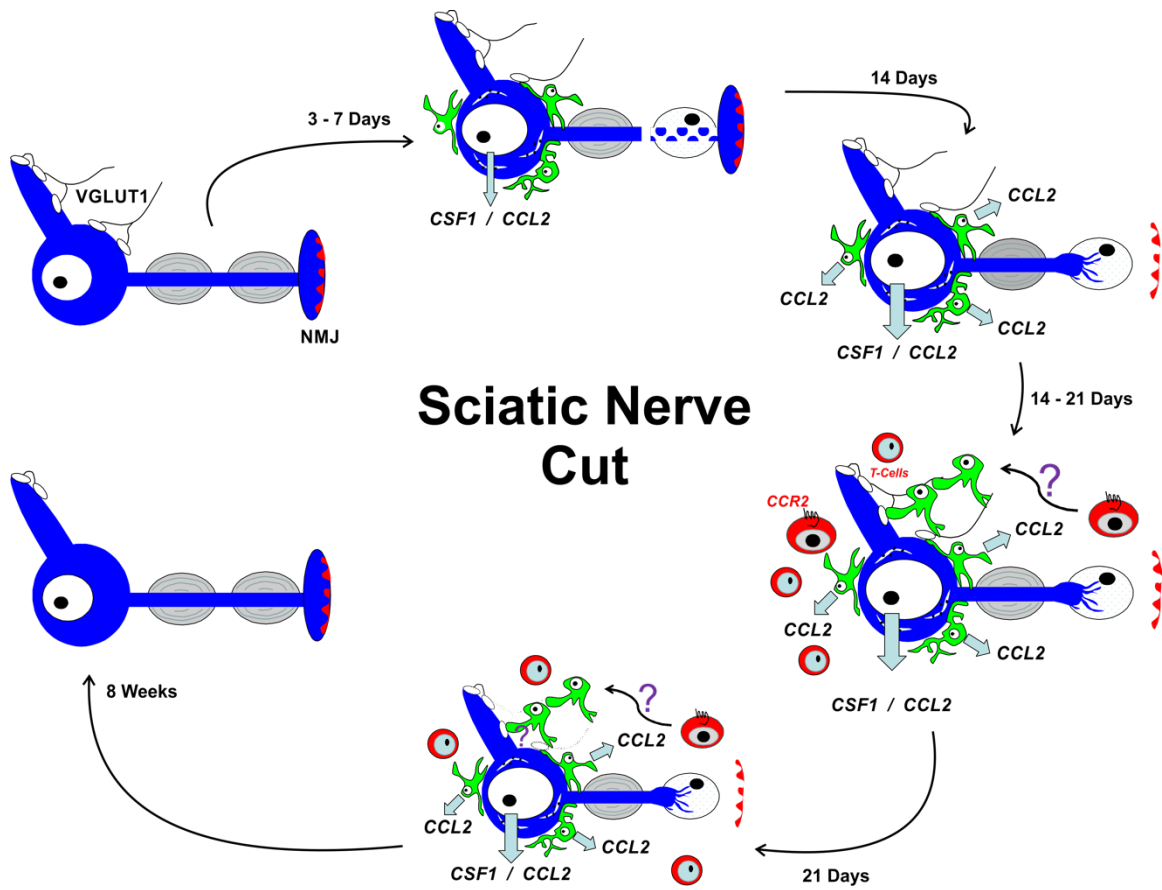 VGLUT1
NMJ
3 - 7 Days
CSF1 / CCL2
14 Days
CCL2
CCL2
CCL2
CSF1 / CCL2
Sciatic Nerve
Cut
14 - 21 Days
T-Cells
?
CCR2
CCL2
CCL2
CCL2
CSF1 / CCL2
21 Days
?
?
CCL2
CCL2
CCL2
CSF1 / CCL2
8 Weeks